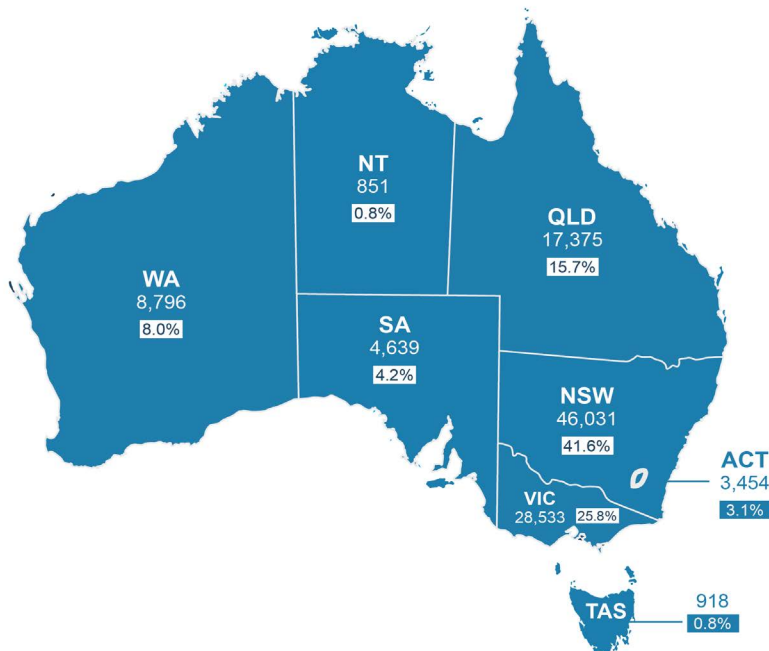 NT
851
0.8%
QLD
17,375
15.7%
WA
8,796
8.0%
SA
4,639
4.2%
NSW
46,031
41.6%
ACT
3,454
3.1%
VIC
28,533 25.8%
TAS
918
0.8%